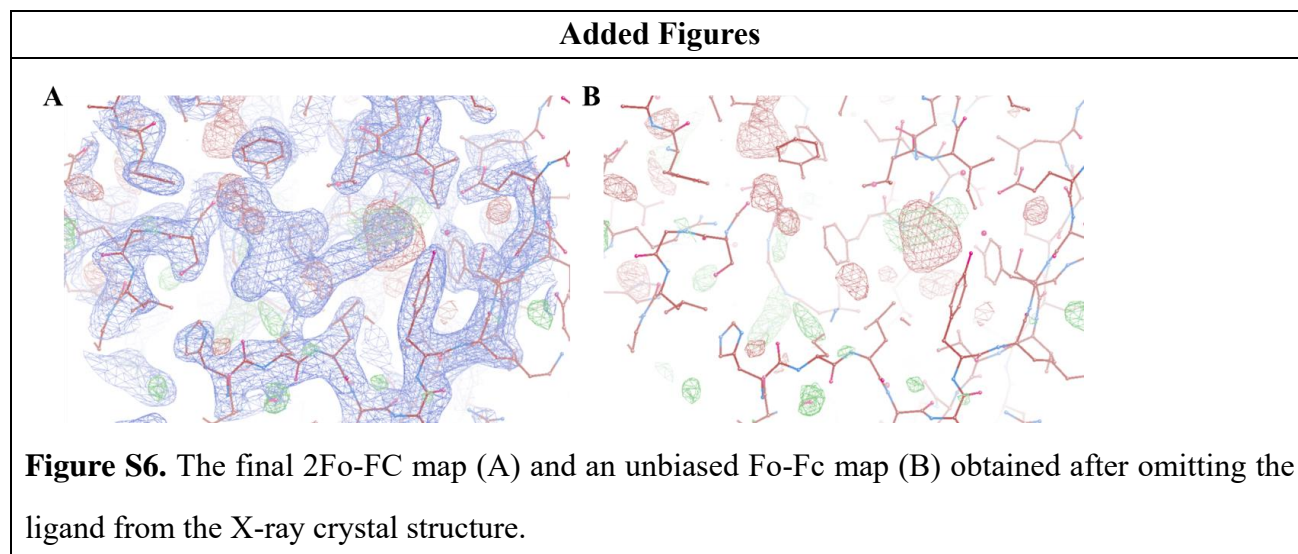 Added Figures
A B
Figure S6. The final 2Fo-FC map (A) and an unbiased Fo-Fc map (B) obtained after omitting the
ligand from the X-ray crystal structure.